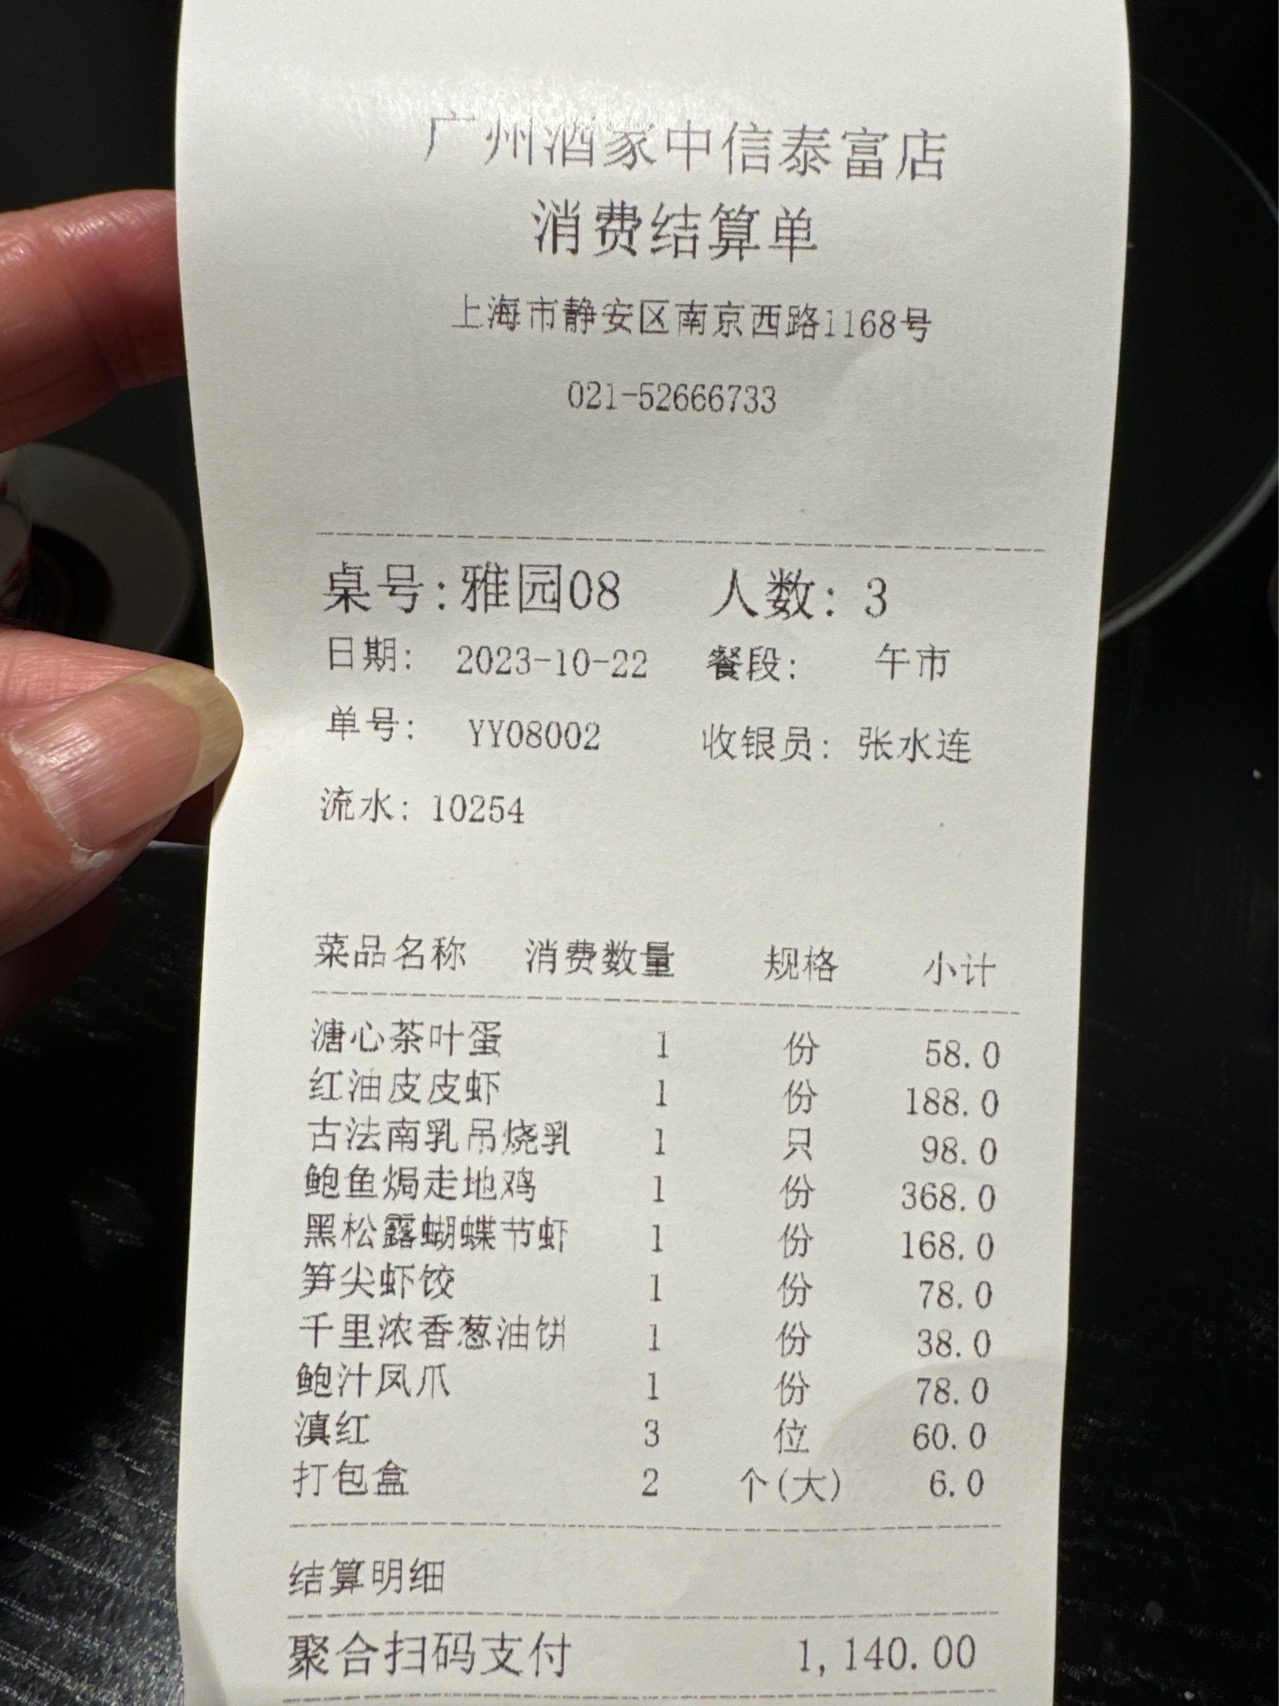 广州酒家中信泰富店
消费结算单
上海市静安区南京西路1168号
021-52666733
桌号:雅园08 人数: 3
日期: 2023-10-22 餐段: 午市
单号: YY08002 收银员: 张水连
流水: 10254
菜品名称 消费数量 规格 小计
溏心茶叶蛋 1 份 58.0
红油皮皮虾 1 份 188.0
古法南乳吊烧乳 1 只 98.0
鲍鱼焗走地鸡 1 份 368.0
黑松露蝴蝶节虾 1 份 168.0
笋尖虾饺 1 份 78.0
千里浓香葱油饼 1 份 38.0
鲍汁凤爪 1 份 78.0
滇红 3 位 60.0
打包盒 2 个(大) 6.0
结算明细
聚合扫码支付 1,140.00